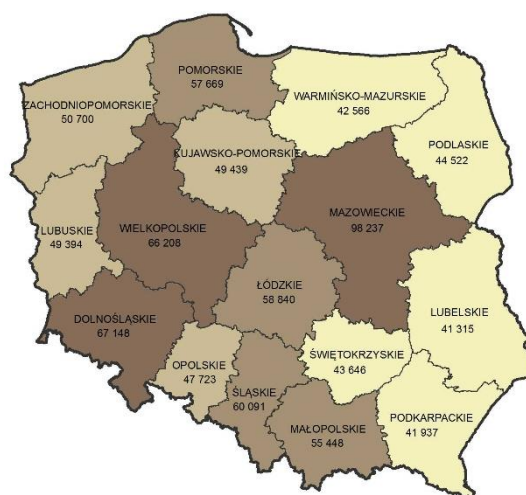 POMORSKIE
57 669
WARMIŃSKO-MAZURSKIE
42 566
ZACHODNIOPOMORSKIE
50 700
PODLASKIE
44 522
KUJAWSKO-POMORSKIE
49 439
MAZOWIECKIE
98 237
WIELKOPOLSKIE
66 208
LUBUSKIE
49 394
ŁÓDZKIE
58 840
LUBELSKIE
41 315
DOLNOŚLĄSKIE
67 148
ŚWIĘTOKRZYSKIE
43 646
OPOLSKIE
47 723
ŚLĄSKIE
60 091
PODKARPACKIE
41 937
MAŁOPOLSKIE
55 448